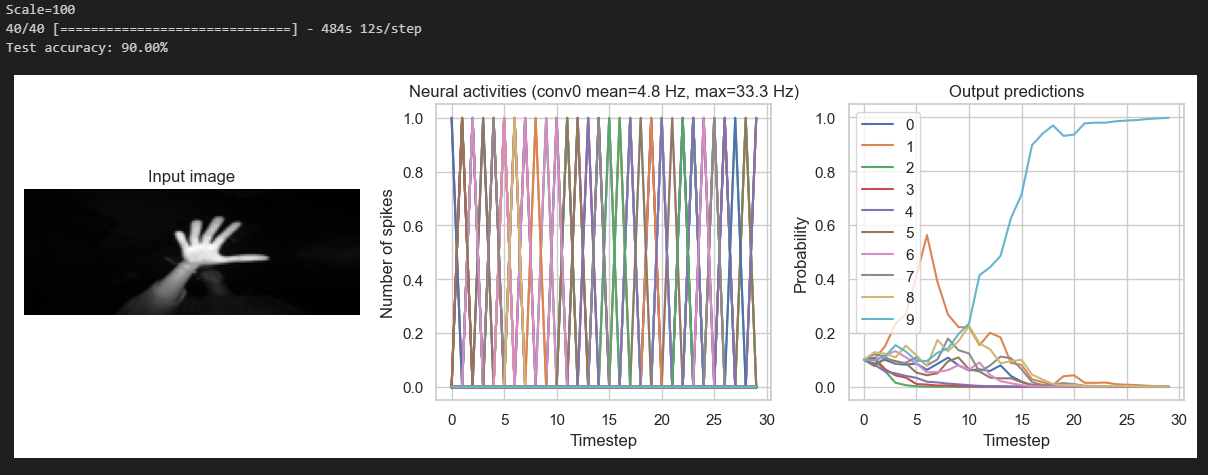 Scale=100
40/40 [==============================] - 484s 12s/step
Test accuracy: 90.00%
Input image
Neural activities (conv0 mean=4.8 Hz, max=33.3 Hz)
Number of spikes
1.0
0.8
0.6
0.4
0.2
0.0
0 5 10 15 20 25 30
Timestep
Output predictions
Probability
1.0
0.8
0.6
0.4
0.2
0.0
0
1
2
3
4
5
6
7
8
9
0 5 10 15 20 25 30
Timestep